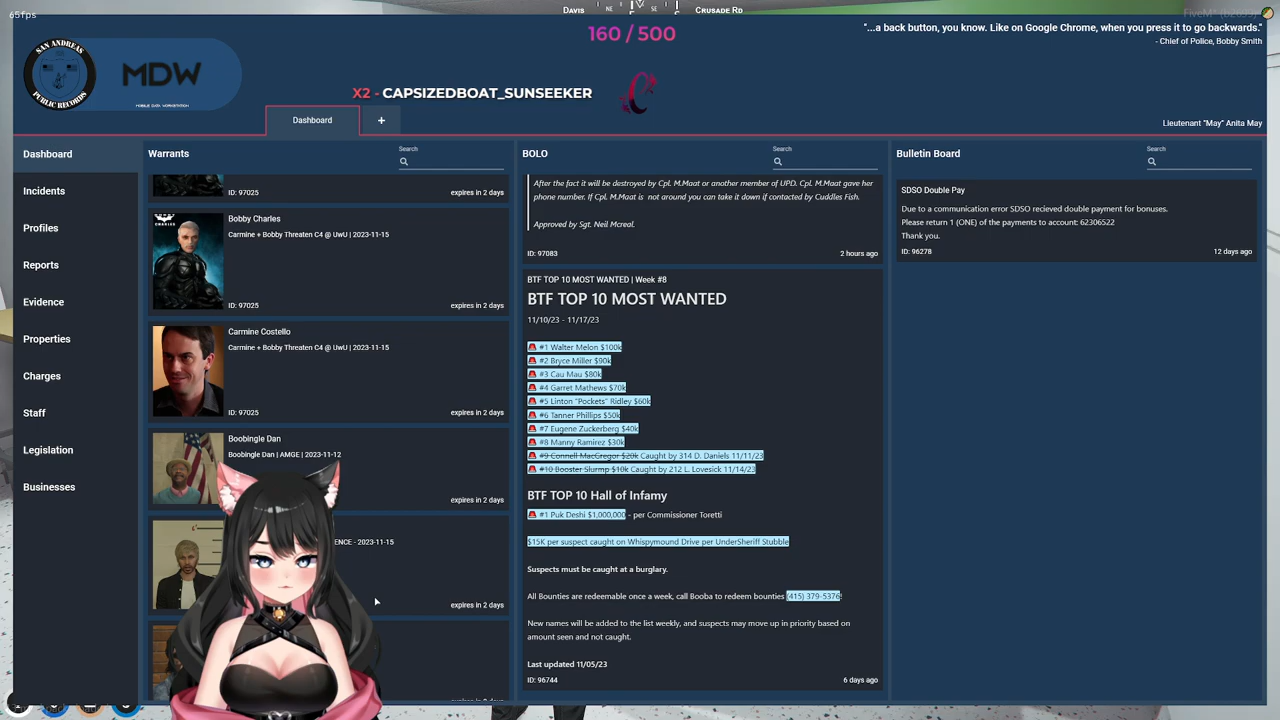 65fps
DAVIS
NE
SE
CRUSADE RD
FiveM®
160 / 500
"...a back button, you know. Like on Google Chrome, when you press it to go backwards."
- Chief of Police, Bobby Smith
SAN ANDREAS
PUBLIC RECORDS
MDW
MOBILE DATA WORKSTATION
X2 - CAPSIZEDBOAT_SUNSEEKER
Dashboard
+
Lieutenant "May" Anita May
Dashboard
Incidents
Profiles
Reports
Evidence
Properties
Charges
Staff
Legislation
Businesses
Warrants
Search
ID: 97025
expires in 2 days
Bobby Charles
Carmine + Bobby Threaten C4 @ UwU | 2023-11-15
CHARLES
ID: 97025
expires in 2 days
Carmine Costello
Carmine + Bobby Threaten C4 @ UwU | 2023-11-15
ID: 97025
expires in 2 days
Boobingle Dan
Boobingle Dan | AMGE | 2023-11-12
expires in 2 days
ENCE - 2023-11-15
expires in 2 days
expires in 2 days
BOLO
Search
After the fact it will be destroyed by Cpl. M.Maat or another member of UPD. Cpl. M.Maat gave her
phone number. If Cpl. M.Maat is not around you can take it down if contacted by Cuddles Fish.
Approved by Sgt. Neil Mcreal.
ID: 97083
2 hours ago
BTF TOP 10 MOST WANTED | Week #8
BTF TOP 10 MOST WANTED
11/10/23 - 11/17/23
#1 Walter Melon $100k
#2 Bryce Miller $90k
#3 Cau Mau $80k
#4 Garret Mathews $70k
#5 Linton "Pockets" Ridley $60k
#6 Tanner Phillips $50k
#7 Eugene Zuckerberg $40k
#8 Manny Ramirez $30k
#9 Connell MacGregor $20k Caught by 314 D. Daniels 11/11/23
#10 Booster Slurmp $10k Caught by 212 L. Lovesick 11/14/23
BTF TOP 10 Hall of Infamy
#1 Puk Deshi $1,000,000 - per Commissioner Toretti
$15K per suspect caught on Whispymound Drive per UnderSheriff Stubble
Suspects must be caught at a burglary.
All Bounties are redeemable once a week, call Booba to redeem bounties (415) 379-5376!
New names will be added to the list weekly, and suspects may move up in priority based on
amount seen and not caught.
Last updated 11/05/23
ID: 96744
6 days ago
Bulletin Board
Search
SDSO Double Pay
Due to a communication error SDSO recieved double payment for bonuses.
Please return 1 (ONE) of the payments to account: 62306522
Thank you.
ID: 96278
12 days ago